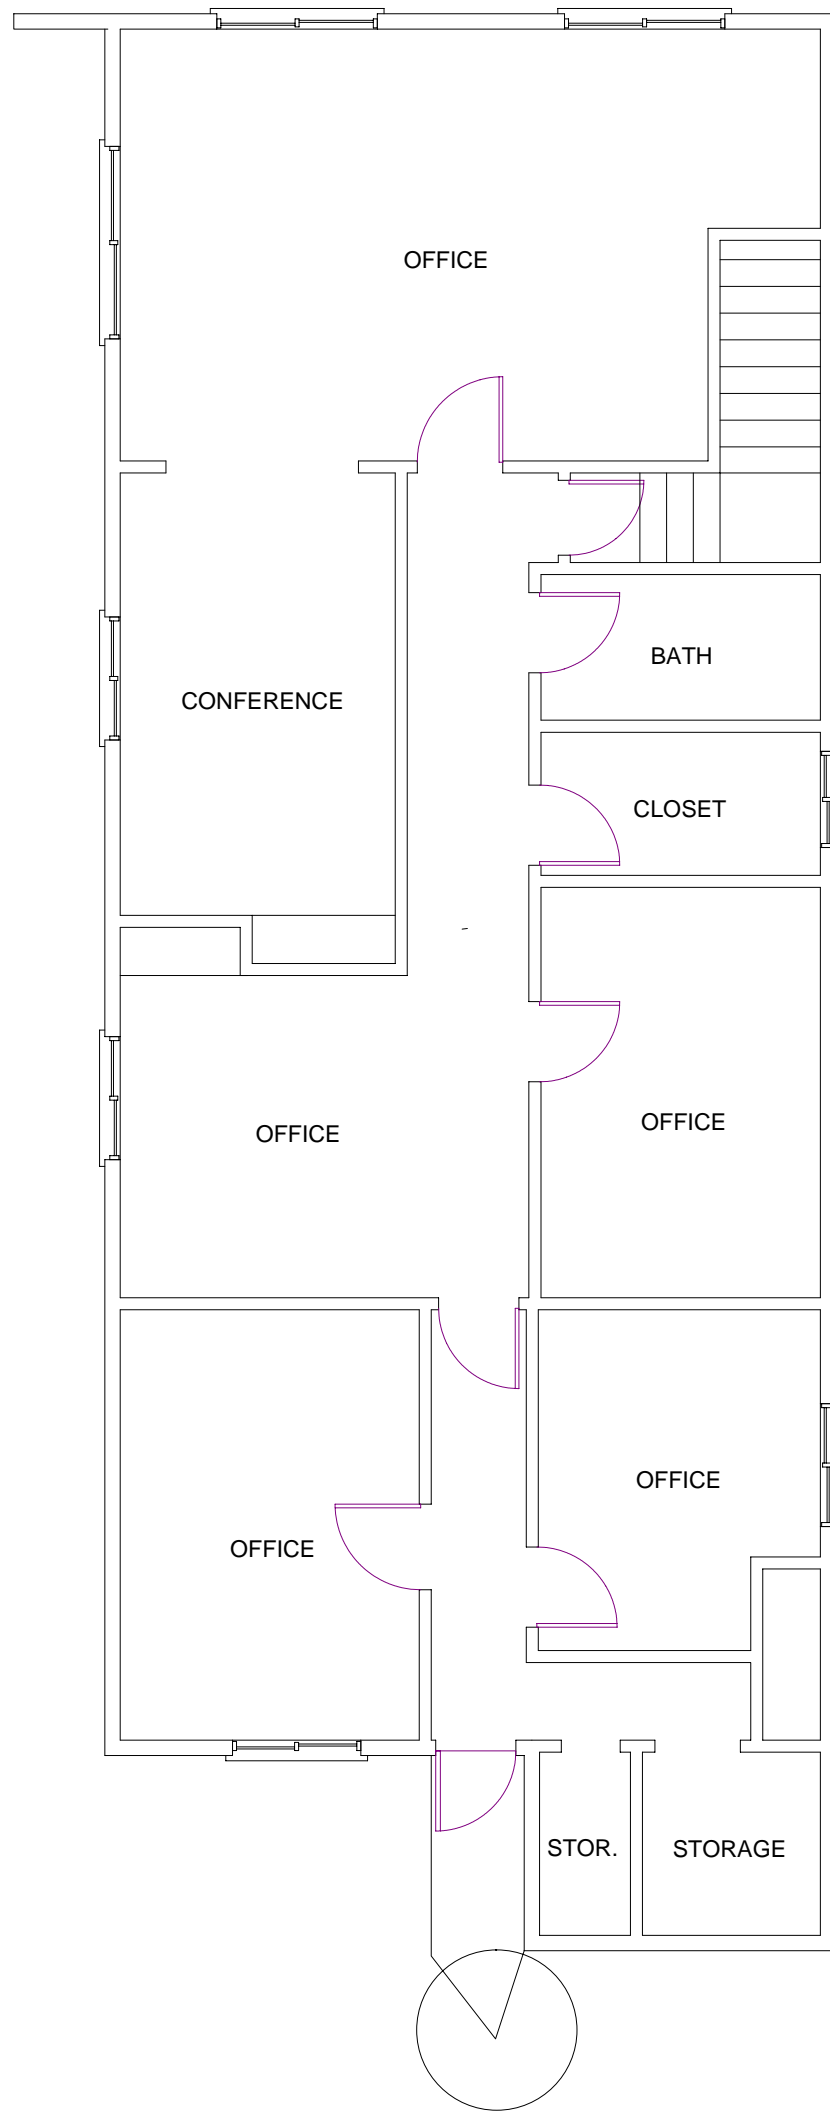 OFFICE
BATH
CONFERENCE
CLOSET
OFFICE
OFFICE
OFFICE
OFFICE
STOR.
STORAGE